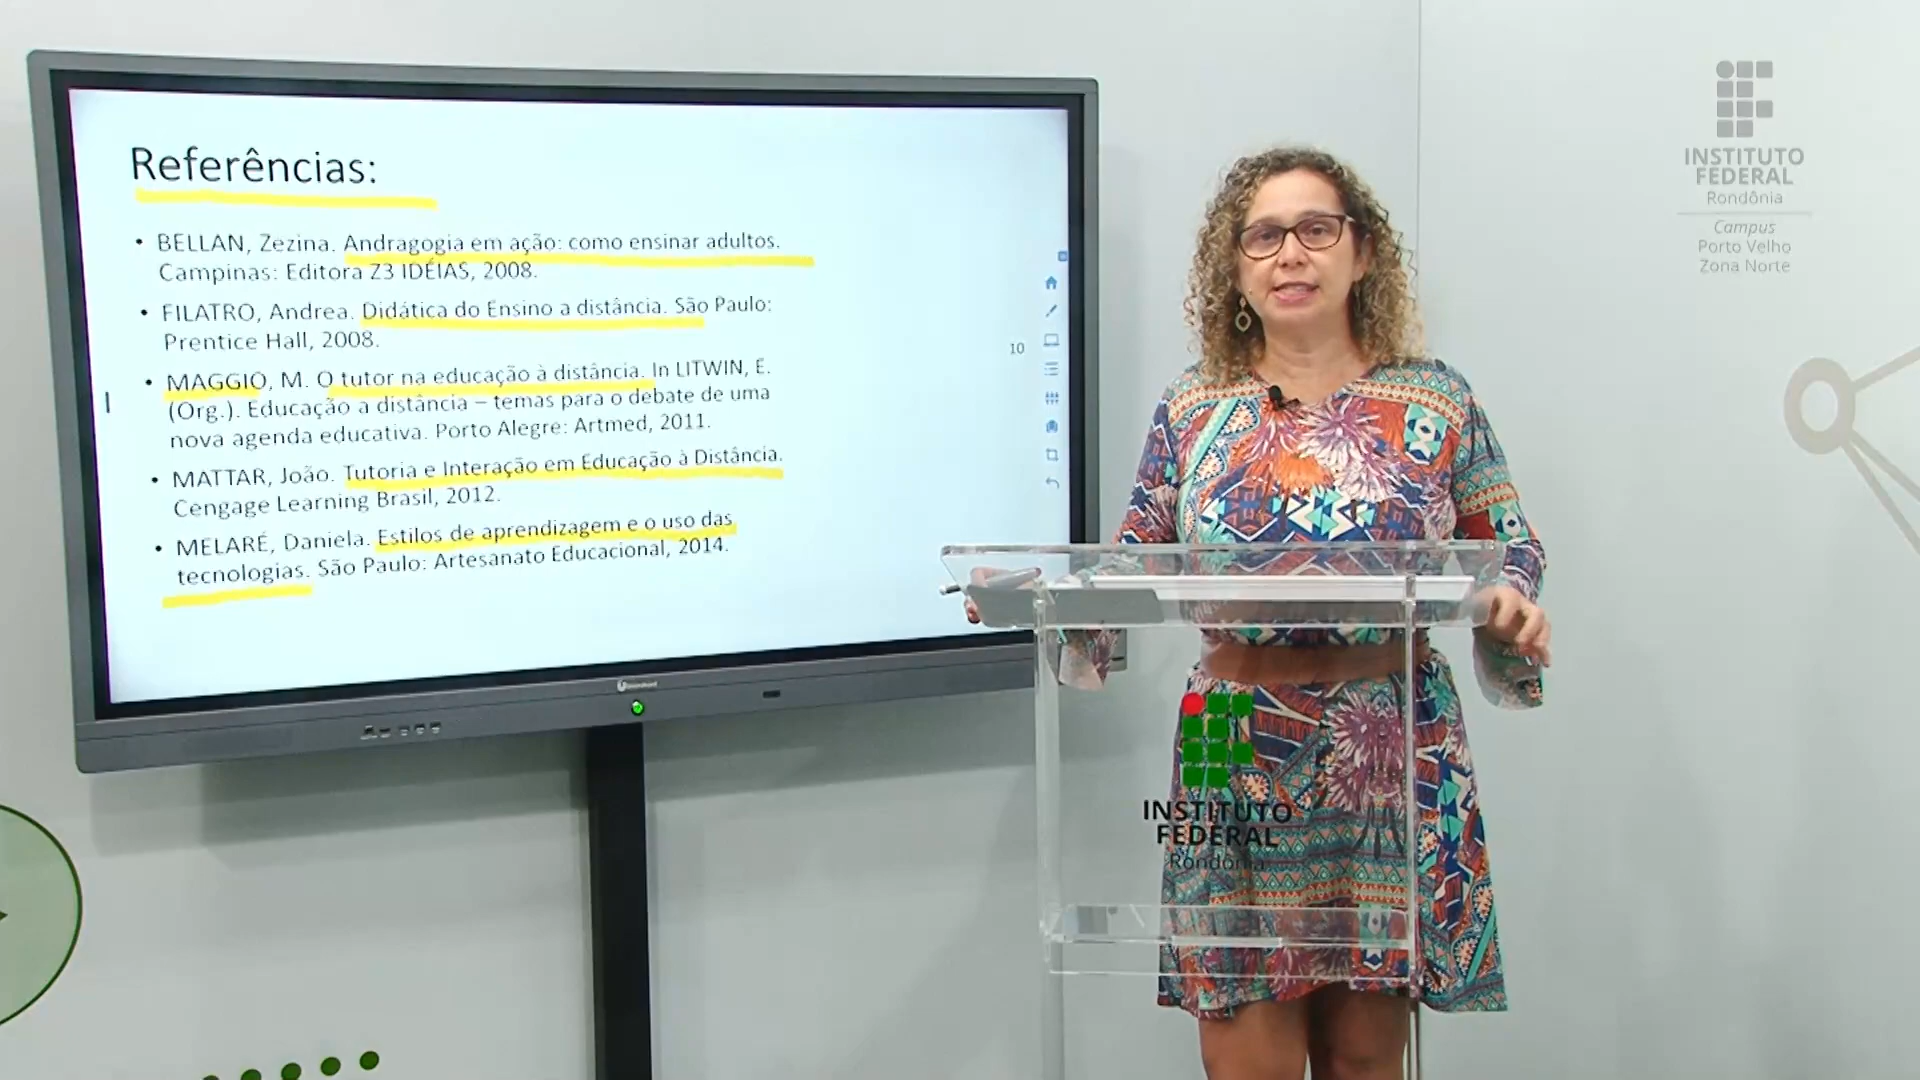 Referências:
• BELLAN, Zezina. Andragogia em ação: como ensinar adultos.
Campinas: Editora Z3 IDÉIAS, 2008.
• FILATRO, Andrea. Didática do Ensino a distância. São Paulo:
Prentice Hall, 2008.
• MAGGIO, M. O tutor na educação à distância. In LITWIN, E.
(Org.). Educação a distância – temas para o debate de uma
nova agenda educativa. Porto Alegre: Artmed, 2011.
• MATTAR, João. Tutoria e Interação em Educação à Distância.
Cengage Learning Brasil, 2012.
• MELARÉ, Daniela. Estilos de aprendizagem e o uso das
tecnologias. São Paulo: Artesanato Educacional, 2014.
10
INSTITUTO
FEDERAL
Rondônia
Campus
Porto Velho
Zona Norte
INSTITUTO
FEDERAL
Rondônia